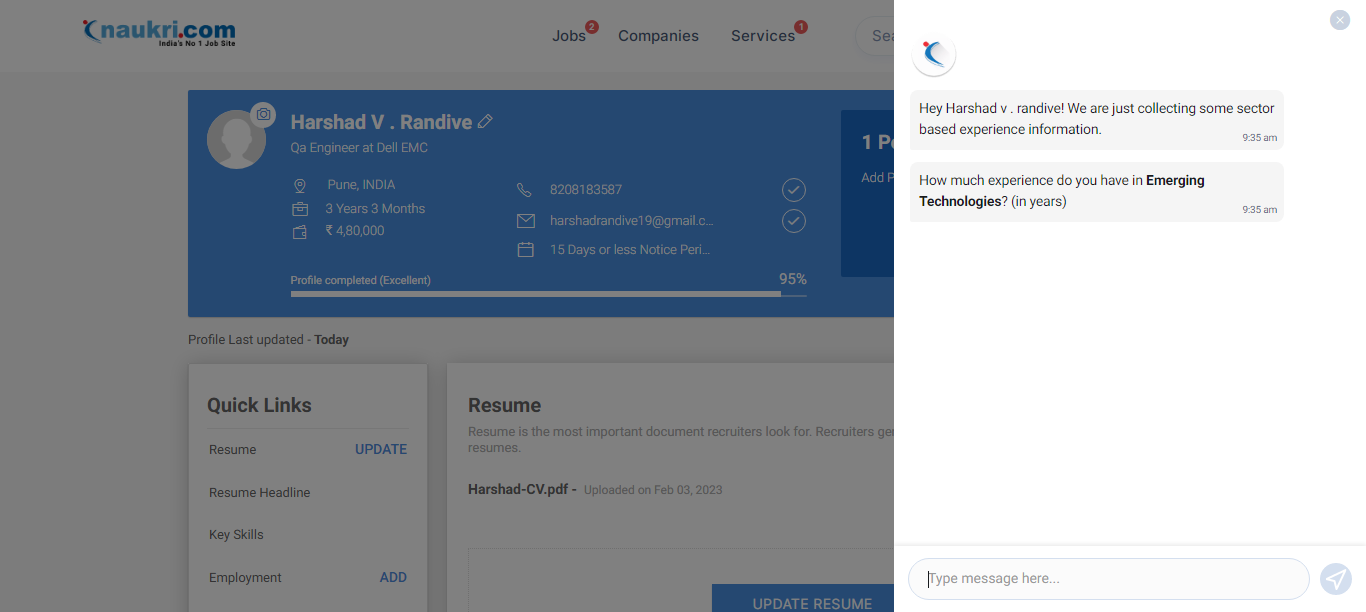 naukri.com
India's No 1 Job Site
Jobs 2
Companies
Services 1
Harshad V . Randive
Qa Engineer at Dell EMC
Pune, INDIA
3 Years 3 Months
₹ 4,80,000
8208183587
harshadrandive19@gmail.c...
15 Days or less Notice Peri...
Profile completed (Excellent)
95%
Profile Last updated - Today
Quick Links
Resume UPDATE
Resume Headline
Key Skills
Employment ADD
Resume
Resume is the most important document recruiters look for. Recruiters
resumes.
Harshad-CV.pdf - Uploaded on Feb 03, 2023
UPDATE RESUME
Hey Harshad v . randive! We are just collecting some sector
based experience information.
9:35 am
How much experience do you have in Emerging
Technologies? (in years)
9:35 am
Type message here...